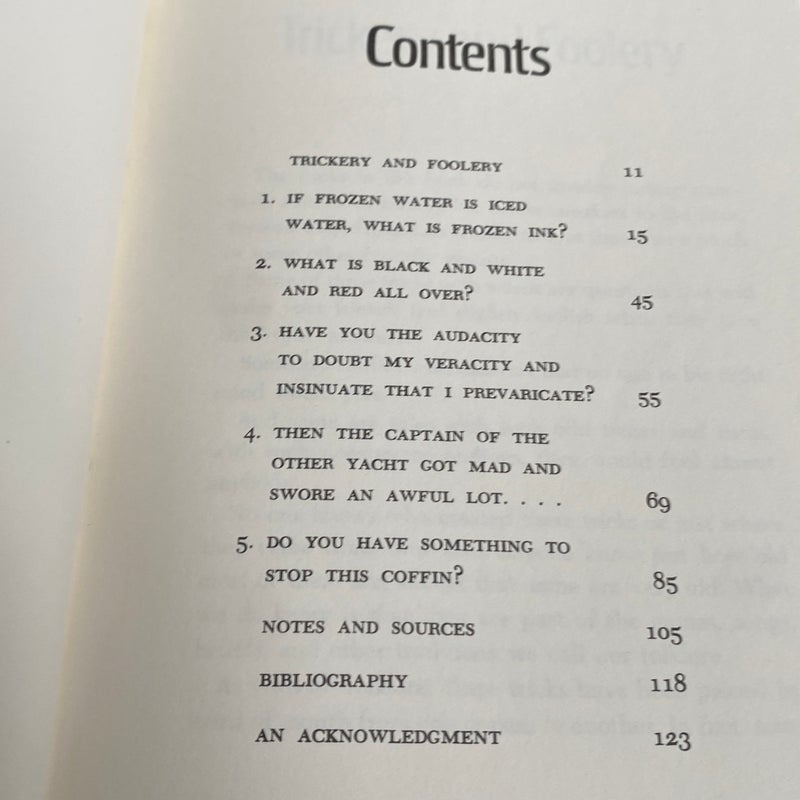 Contents
TRICKERY AND FOOLERY 11
1. IF FROZEN WATER IS ICED
WATER, WHAT IS FROZEN INK? 15
2. WHAT IS BLACK AND WHITE
AND RED ALL OVER? 45
3. HAVE YOU THE AUDACITY
TO DOUBT MY VERACITY AND
INSINUATE THAT I PREVARICATE? 55
4. THEN THE CAPTAIN OF THE
OTHER YACHT GOT MAD AND
SWORE AN AWFUL LOT. . . . 69
5. DO YOU HAVE SOMETHING TO
STOP THIS COFFIN? 85
NOTES AND SOURCES 105
BIBLIOGRAPHY 118
AN ACKNOWLEDGMENT 123